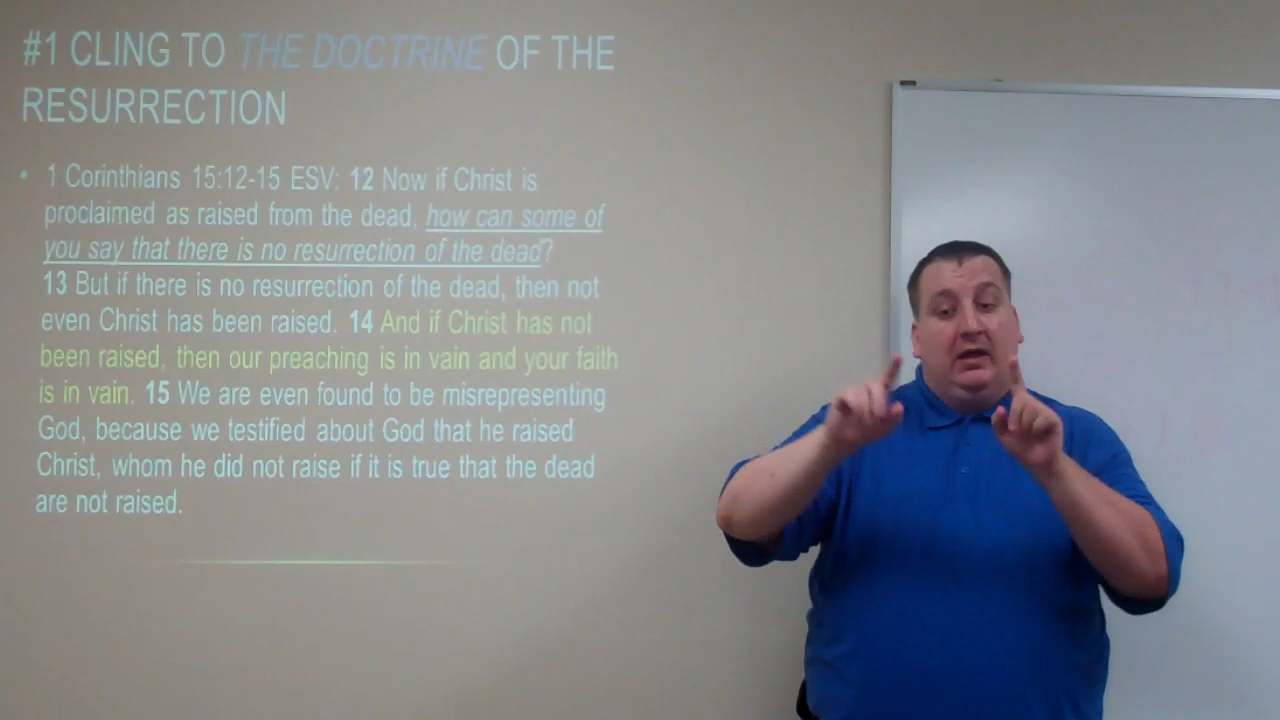 #1 CLING TO THE DOCTRINE OF THE
RESURRECTION
• 1 Corinthians 15:12-15 ESV: 12 Now if Christ is
proclaimed as raised from the dead, how can some of
you say that there is no resurrection of the dead?
13 But if there is no resurrection of the dead, then not
even Christ has been raised. 14 And if Christ has not
been raised, then our preaching is in vain and your faith
is in vain. 15 We are even found to be misrepresenting
God, because we testified about God that he raised
Christ, whom he did not raise if it is true that the dead
are not raised.